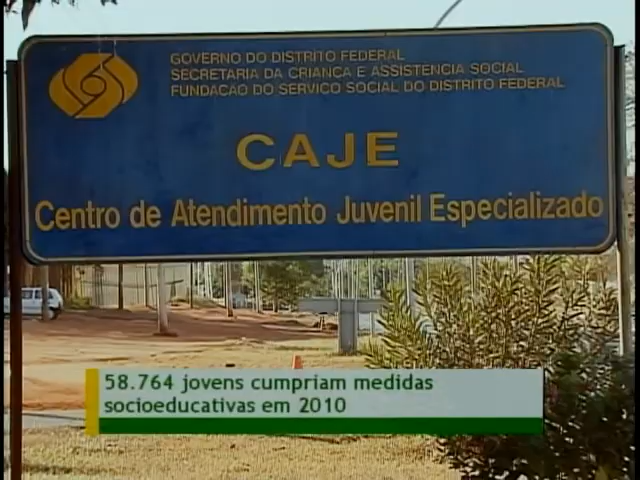 GOVERNO DO DISTRITO FEDERAL
SECRETARIA DA CRIANÇA E ASSISTENCIA SOCIAL
FUNDACAO DO SERVICO SOCIAL DO DISTRITO FEDERAL
CAJE
Centro de Atendimento Juvenil Especializado
58.764 jovens cumpriam medidas
socioeducativas em 2010